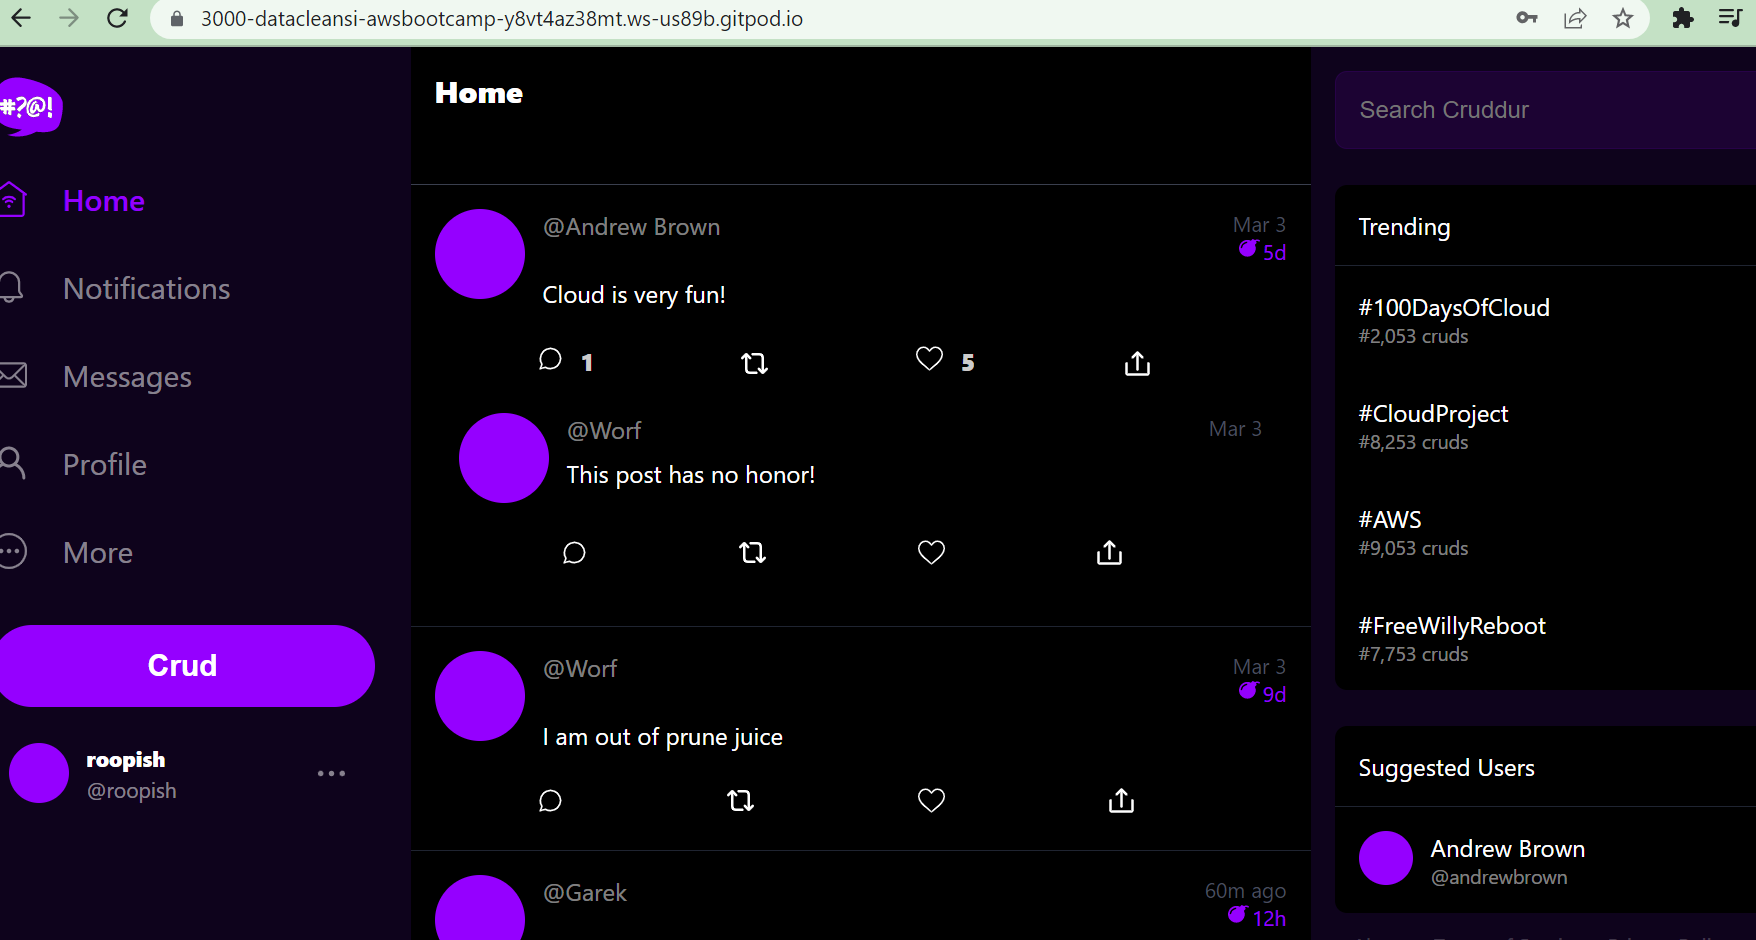 3000-datacleansi-awsbootcamp-y8vt4az38mt.ws-us89b.gitpod.io
#?@!
Home
Notifications
Messages
Profile
More
Crud
roopish
@roopish
Home
@Andrew Brown
Mar 3
5d
Cloud is very fun!
1
5
@Worf
Mar 3
This post has no honor!
@Worf
Mar 3
9d
I am out of prune juice
@Garek
60m ago
12h
Search Cruddur
Trending
#100DaysOfCloud
#2,053 cruds
#CloudProject
#8,253 cruds
#AWS
#9,053 cruds
#FreeWillyReboot
#7,753 cruds
Suggested Users
Andrew Brown
@andrewbrown